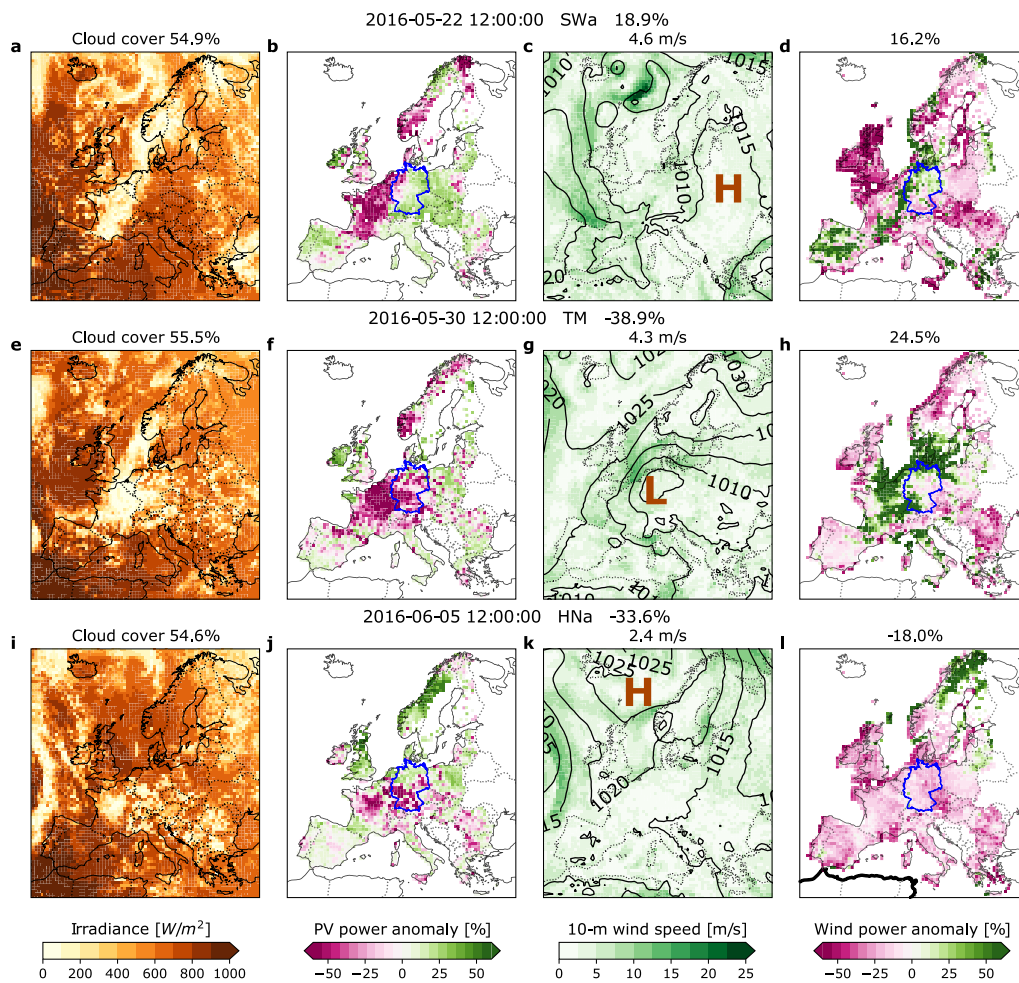 2016-05-22 12:00:00 SWa 18.9%
a Cloud cover 54.9% b c 4.6 m/s d 16.2%
1010 1015
1015
1010
H
20
2016-05-30 12:00:00 TM -38.9%
e Cloud cover 55.5% f g 4.3 m/s h 24.5%
1030
1025
L
1010
1010
2016-06-05 12:00:00 HNa -33.6%
i Cloud cover 54.6% j k 2.4 m/s l -18.0%
1025 1025
H
1015
1020
15
Irradiance [W/m²] PV power anomaly [%] 10-m wind speed [m/s] Wind power anomaly [%]
0 200 400 600 800 1000 −50 −25 0 25 50 0 5 10 15 20 25 −50 −25 0 25 50